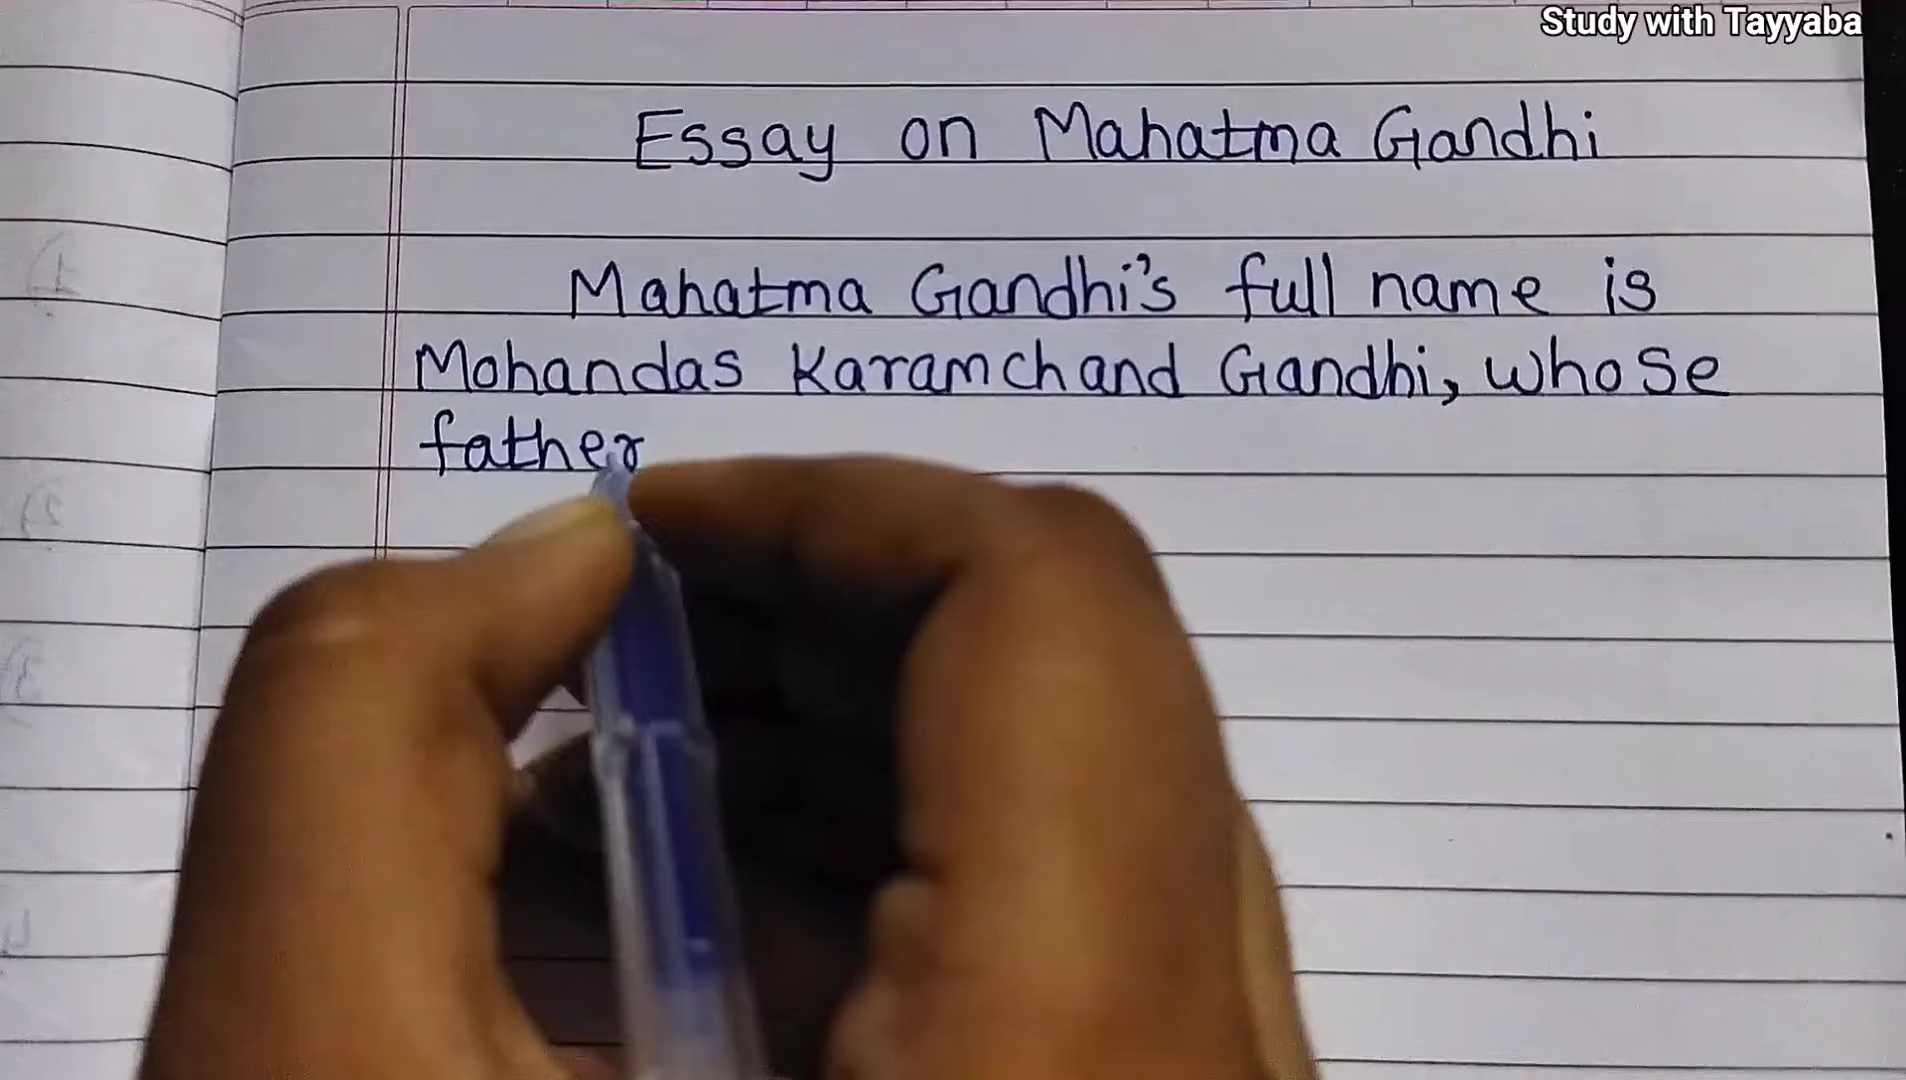 Study with Tayyaba
Essay on Mahatma Gandhi
Mahatma Gandhi's full name is
Mohandas Karamchand Gandhi, whose
father